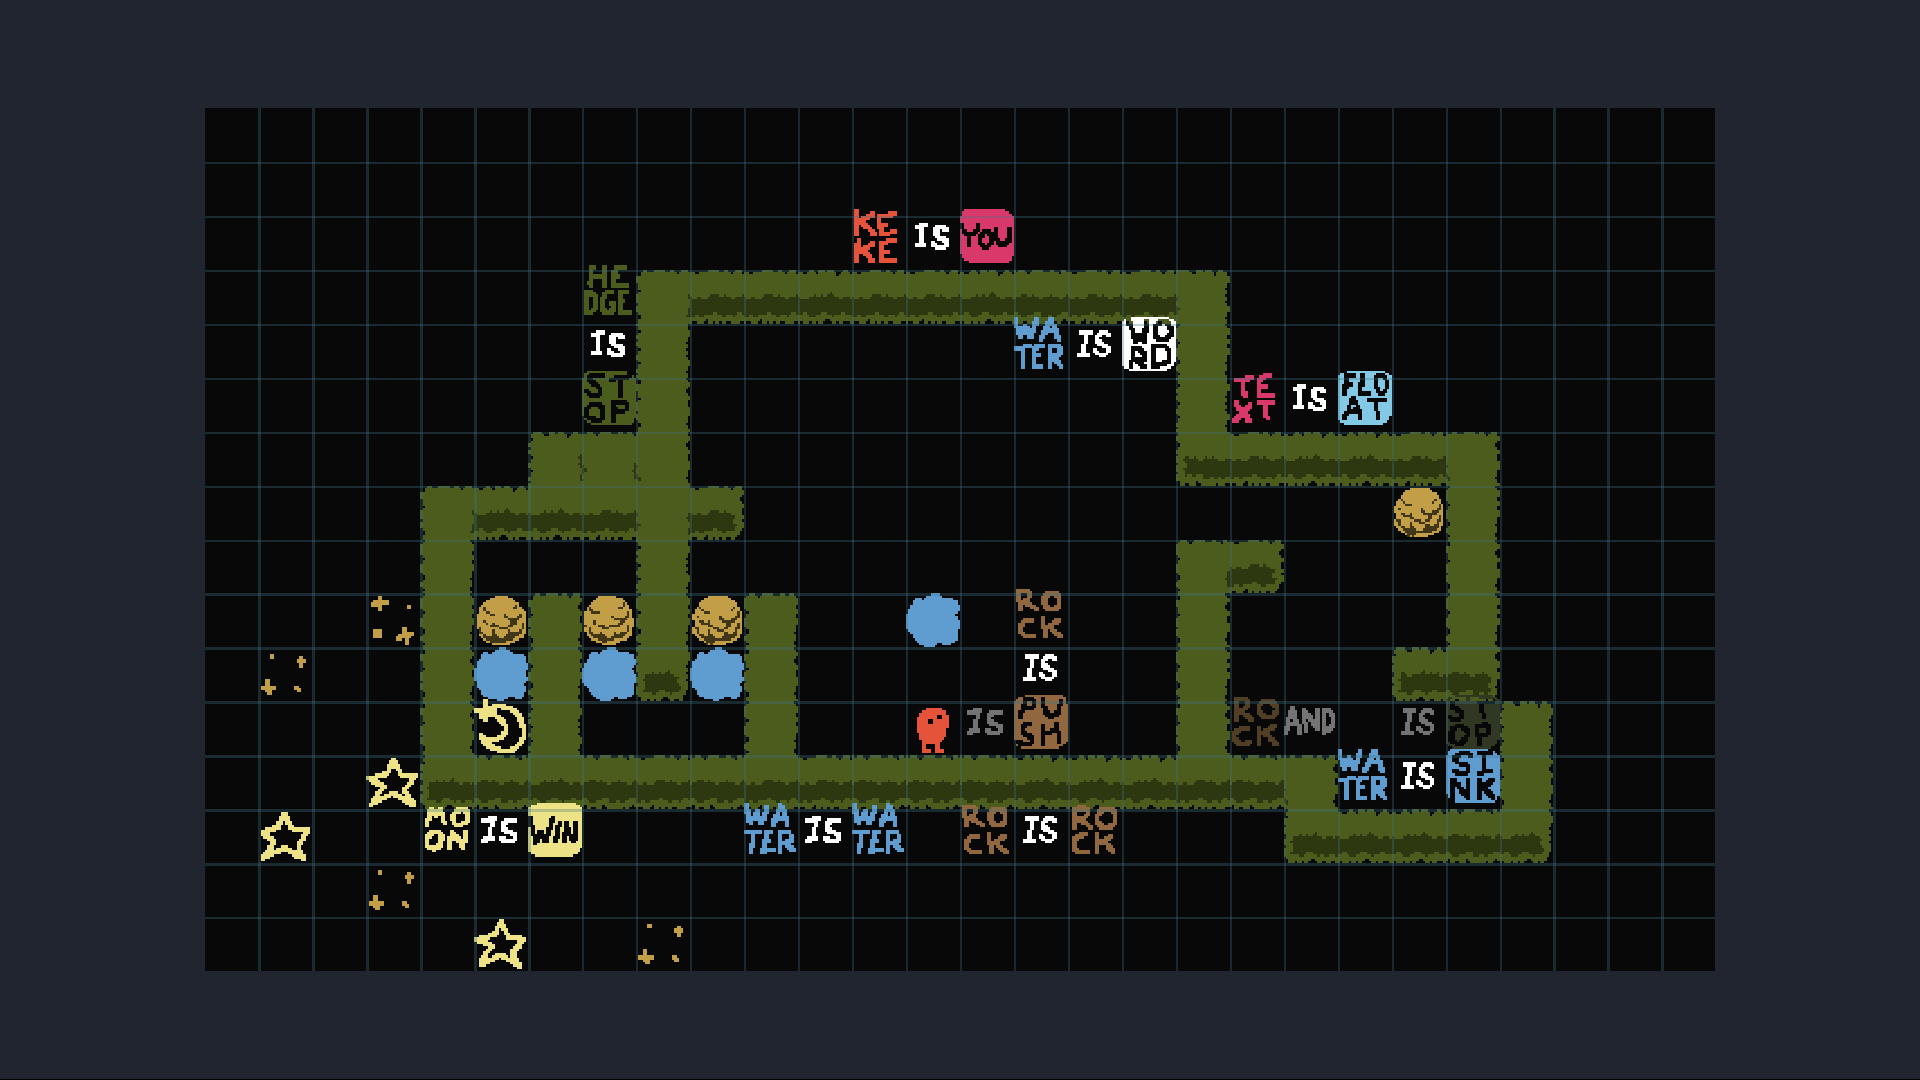 KEKE IS YOU
HEDGE IS STOP
WATER IS WORD
TEXT IS FLOAT
ROCK IS PUSH
IS
ROCK AND IS STOP
WATER IS SINK
MOON IS WIN
WATER IS WATER
ROCK IS ROCK